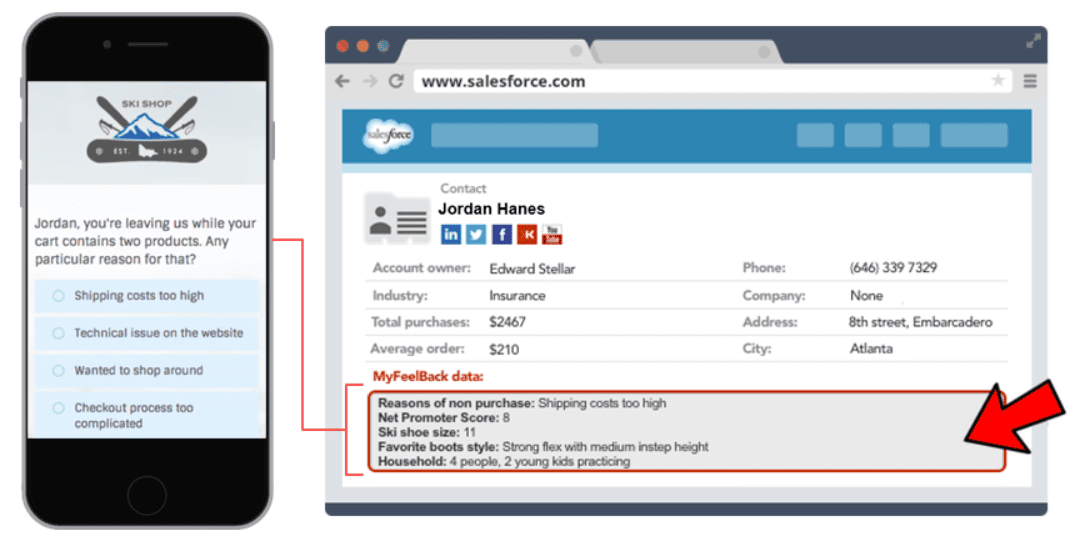 SKI SHOP
EST. 1924
Jordan, you're leaving us while your
cart contains two products. Any
particular reason for that?
Shipping costs too high
Technical issue on the website
Wanted to shop around
Checkout process too
complicated
www.salesforce.com
salesforce
Contact
Jordan Hanes
in f K You Tube
Account owner: Edward Stellar Phone: (646) 339 7329
Industry: Insurance Company: None
Total purchases: $2467 Address: 8th street, Embarcadero
Average order: $210 City: Atlanta
MyFeelBack data:
Reasons of non purchase: Shipping costs too high
Net Promoter Score: 8
Ski shoe size: 11
Favorite boots style: Strong flex with medium instep height
Household: 4 people, 2 young kids practicing